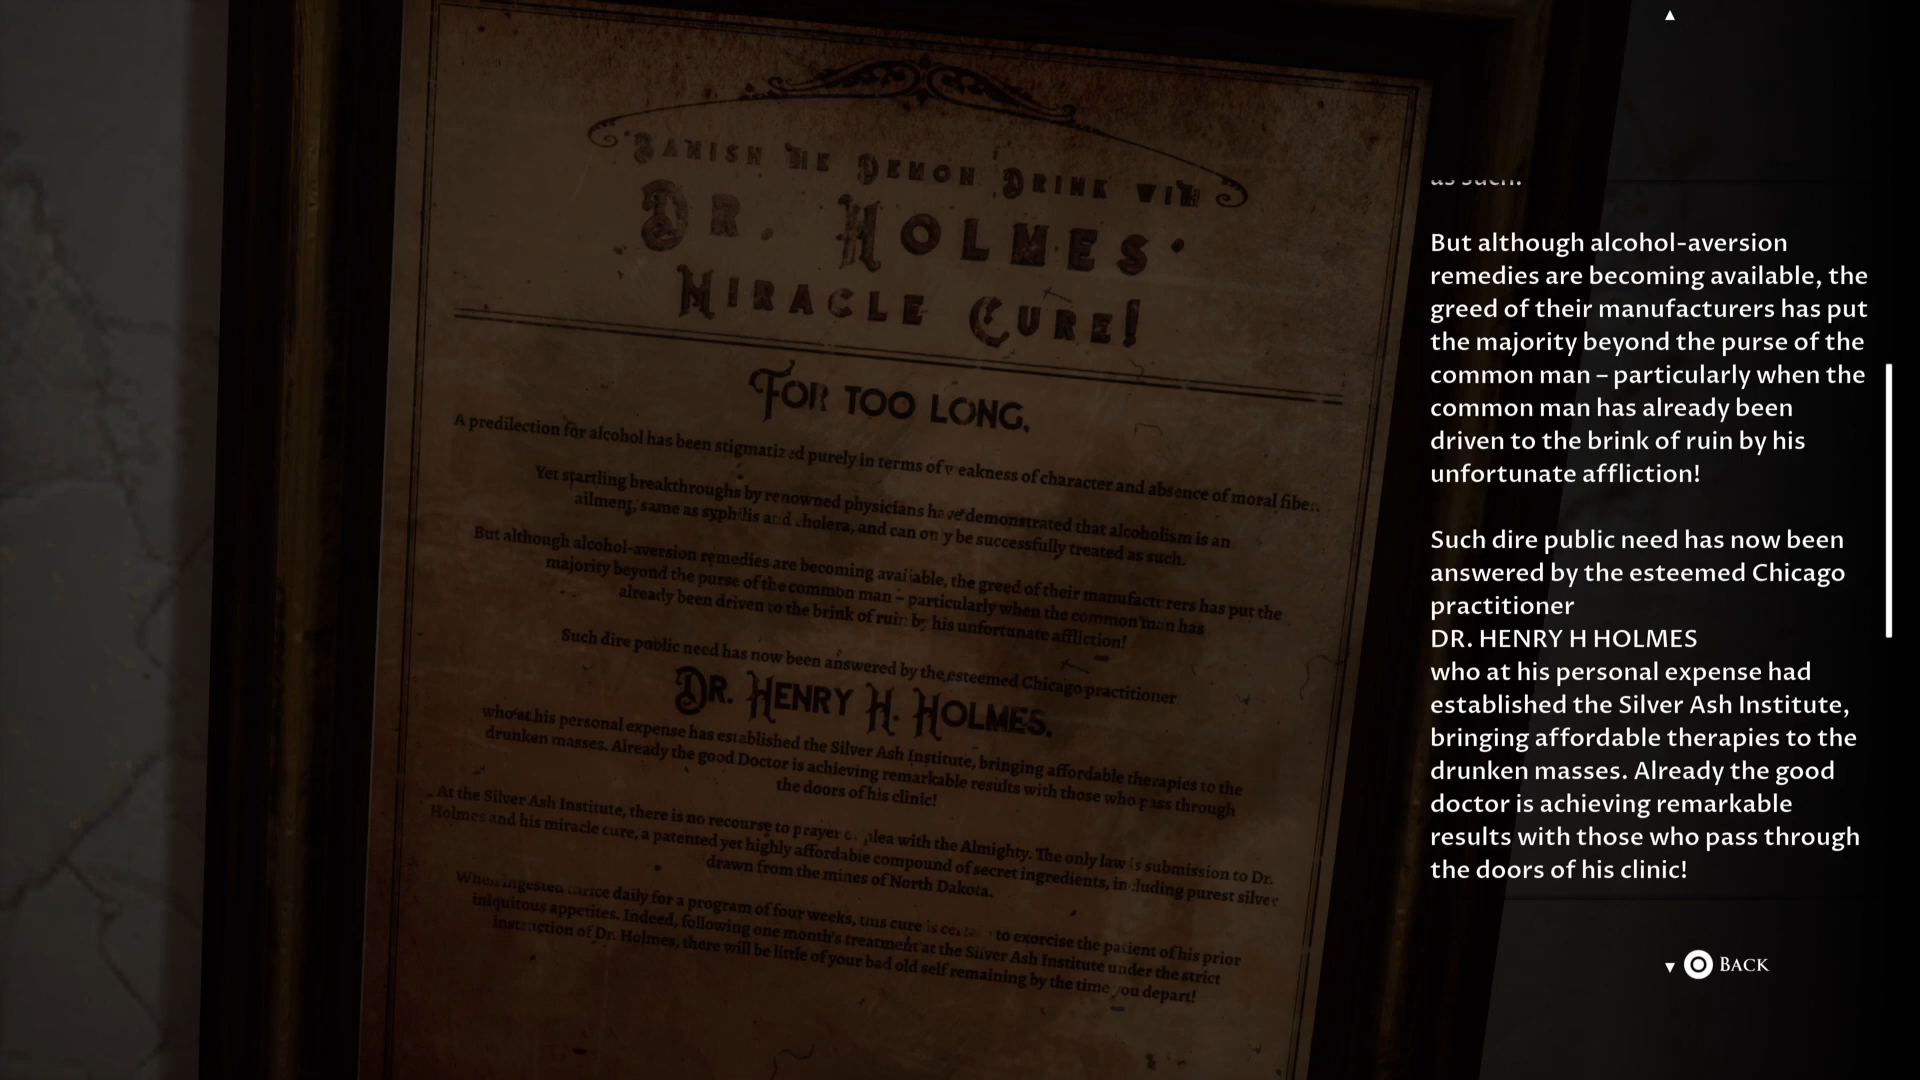 BANISH THE DEMON DRINK WITH
DR. HOLMES'
MIRACLE CURE!
FOR TOO LONG,
A predilection for alcohol has been stigmatized purely in terms of weakness of character and absence of moral fiber.
Yet startling breakthroughs by renowned physicians have demonstrated that alcoholism is an
ailment, same as syphilis and cholera, and can only be successfully treated as such.
But although alcohol-aversion remedies are becoming available, the greed of their manufacturers has put the
majority beyond the purse of the common man – particularly when the common man has
already been driven to the brink of ruin by his unfortunate affliction!
Such dire public need has now been answered by the esteemed Chicago practitioner
DR. HENRY H. HOLMES,
who at his personal expense has established the Silver Ash Institute, bringing affordable therapies to the
drunken masses. Already the good Doctor is achieving remarkable results with those who pass through
the doors of his clinic!
At the Silver Ash Institute, there is no recourse to prayer or plea with the Almighty. The only law is submission to Dr.
Holmes and his miracle cure, a patented yet highly affordable compound of secret ingredients, including purest silver
drawn from the mines of North Dakota.
When ingested thrice daily for a program of four weeks, this cure is certain to exorcise the patient of his prior
iniquitous appetites. Indeed, following one month's treatment at the Silver Ash Institute under the strict
instruction of Dr. Holmes, there will be little of your bad old self remaining by the time you depart!
as such.
But although alcohol-aversion
remedies are becoming available, the
greed of their manufacturers has put
the majority beyond the purse of the
common man – particularly when the
common man has already been
driven to the brink of ruin by his
unfortunate affliction!
Such dire public need has now been
answered by the esteemed Chicago
practitioner
DR. HENRY H HOLMES
who at his personal expense had
established the Silver Ash Institute,
bringing affordable therapies to the
drunken masses. Already the good
doctor is achieving remarkable
results with those who pass through
the doors of his clinic!
BACK